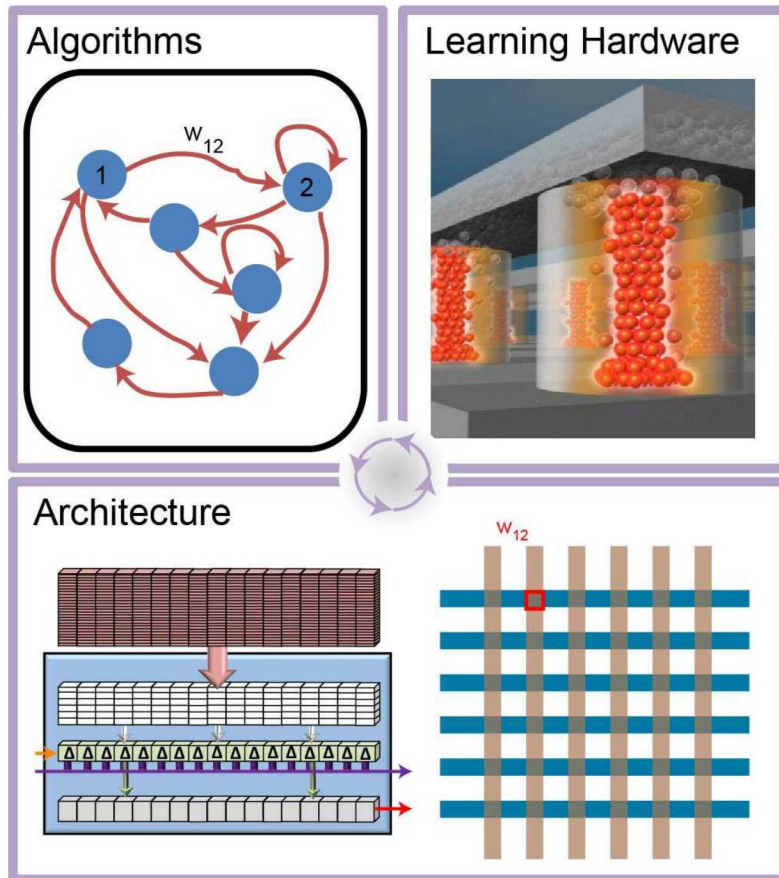 Algorithms
W12
1
2
Learning Hardware
Architecture
Δ Δ Δ Δ Δ Δ Δ Δ Δ Δ Δ Δ Δ Δ Δ Δ
W12